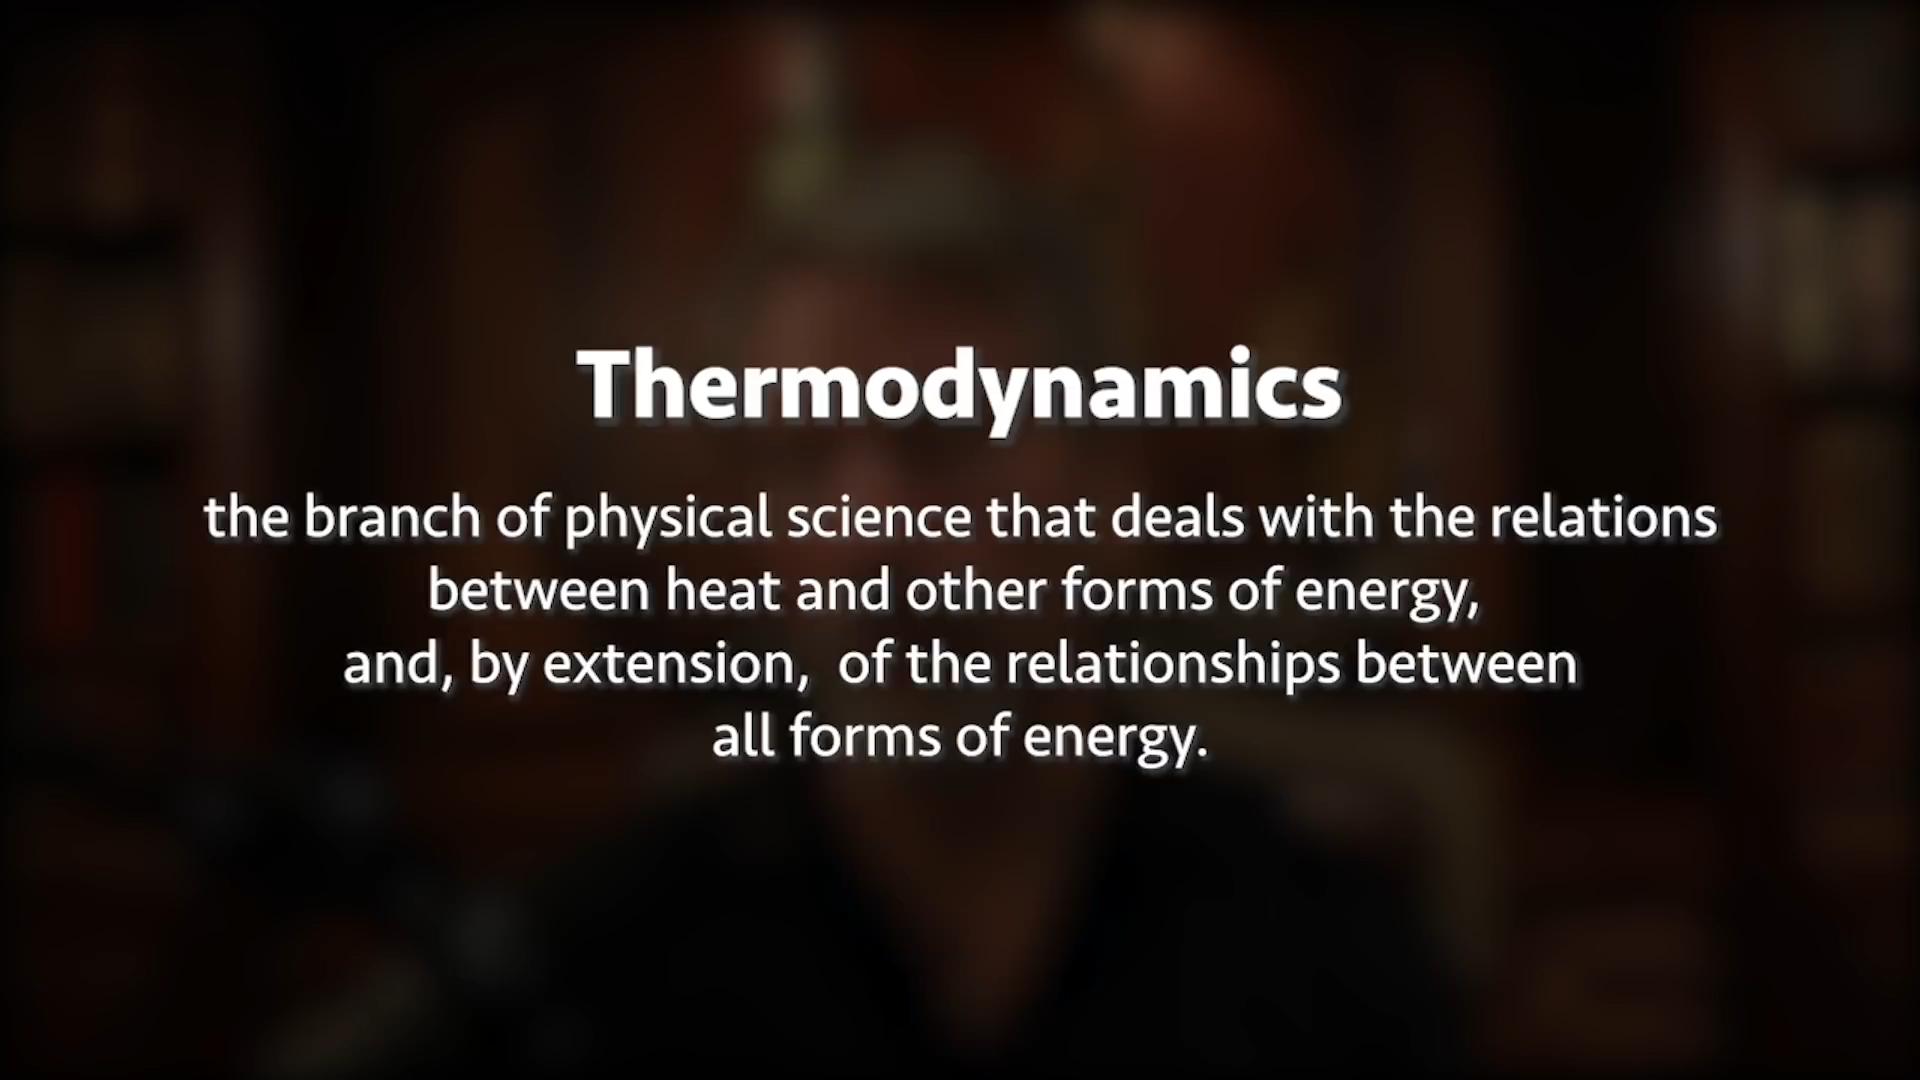 Thermodynamics
the branch of physical science that deals with the relations
between heat and other forms of energy,
and, by extension,  of the relationships between
all forms of energy.